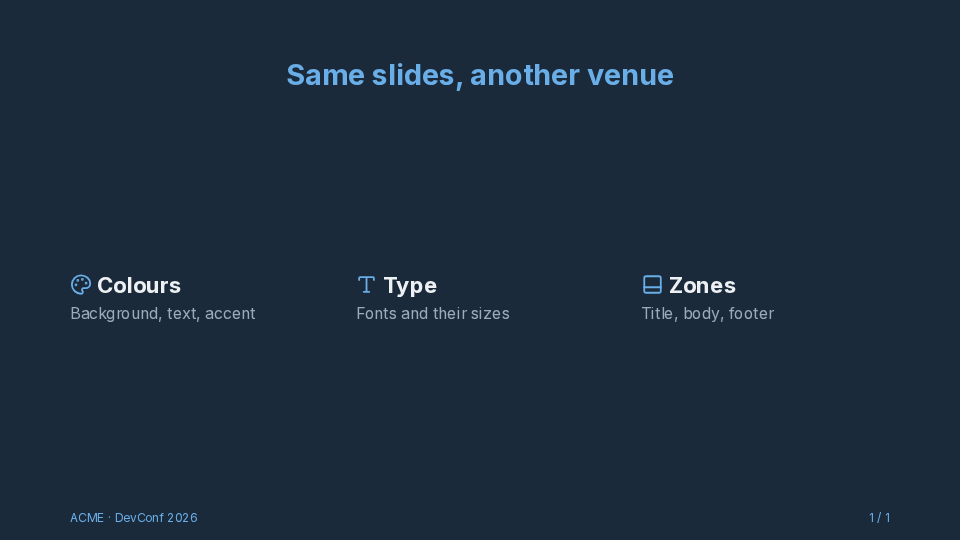 Same slides, another venue
Colours
Background, text, accent
Type
Fonts and their sizes
Zones
Title, body, footer
ACME · DevConf 2026
1 / 1